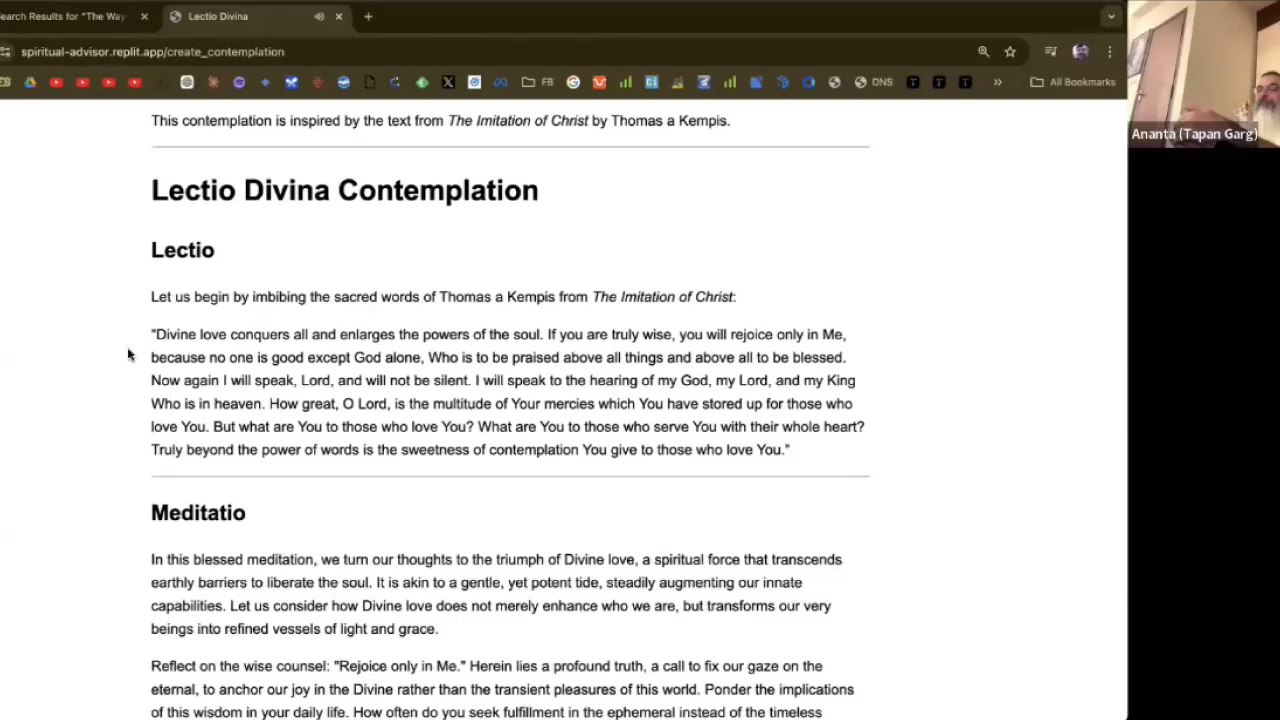 earch Results for "The Way
Lectio Divina
spiritual-advisor.replit.app/create_contemplation
FB
DNS
All Bookmarks
Ananta (Tapan Garg)
This contemplation is inspired by the text from The Imitation of Christ by Thomas a Kempis.
Lectio Divina Contemplation
Lectio
Let us begin by imbibing the sacred words of Thomas a Kempis from The Imitation of Christ:
"Divine love conquers all and enlarges the powers of the soul. If you are truly wise, you will rejoice only in Me,
because no one is good except God alone, Who is to be praised above all things and above all to be blessed.
Now again I will speak, Lord, and will not be silent. I will speak to the hearing of my God, my Lord, and my King
Who is in heaven. How great, O Lord, is the multitude of Your mercies which You have stored up for those who
love You. But what are You to those who love You? What are You to those who serve You with their whole heart?
Truly beyond the power of words is the sweetness of contemplation You give to those who love You."
Meditatio
In this blessed meditation, we turn our thoughts to the triumph of Divine love, a spiritual force that transcends
earthly barriers to liberate the soul. It is akin to a gentle, yet potent tide, steadily augmenting our innate
capabilities. Let us consider how Divine love does not merely enhance who we are, but transforms our very
beings into refined vessels of light and grace.
Reflect on the wise counsel: "Rejoice only in Me." Herein lies a profound truth, a call to fix our gaze on the
eternal, to anchor our joy in the Divine rather than the transient pleasures of this world. Ponder the implications
of this wisdom in your daily life. How often do you seek fulfillment in the ephemeral instead of the timeless